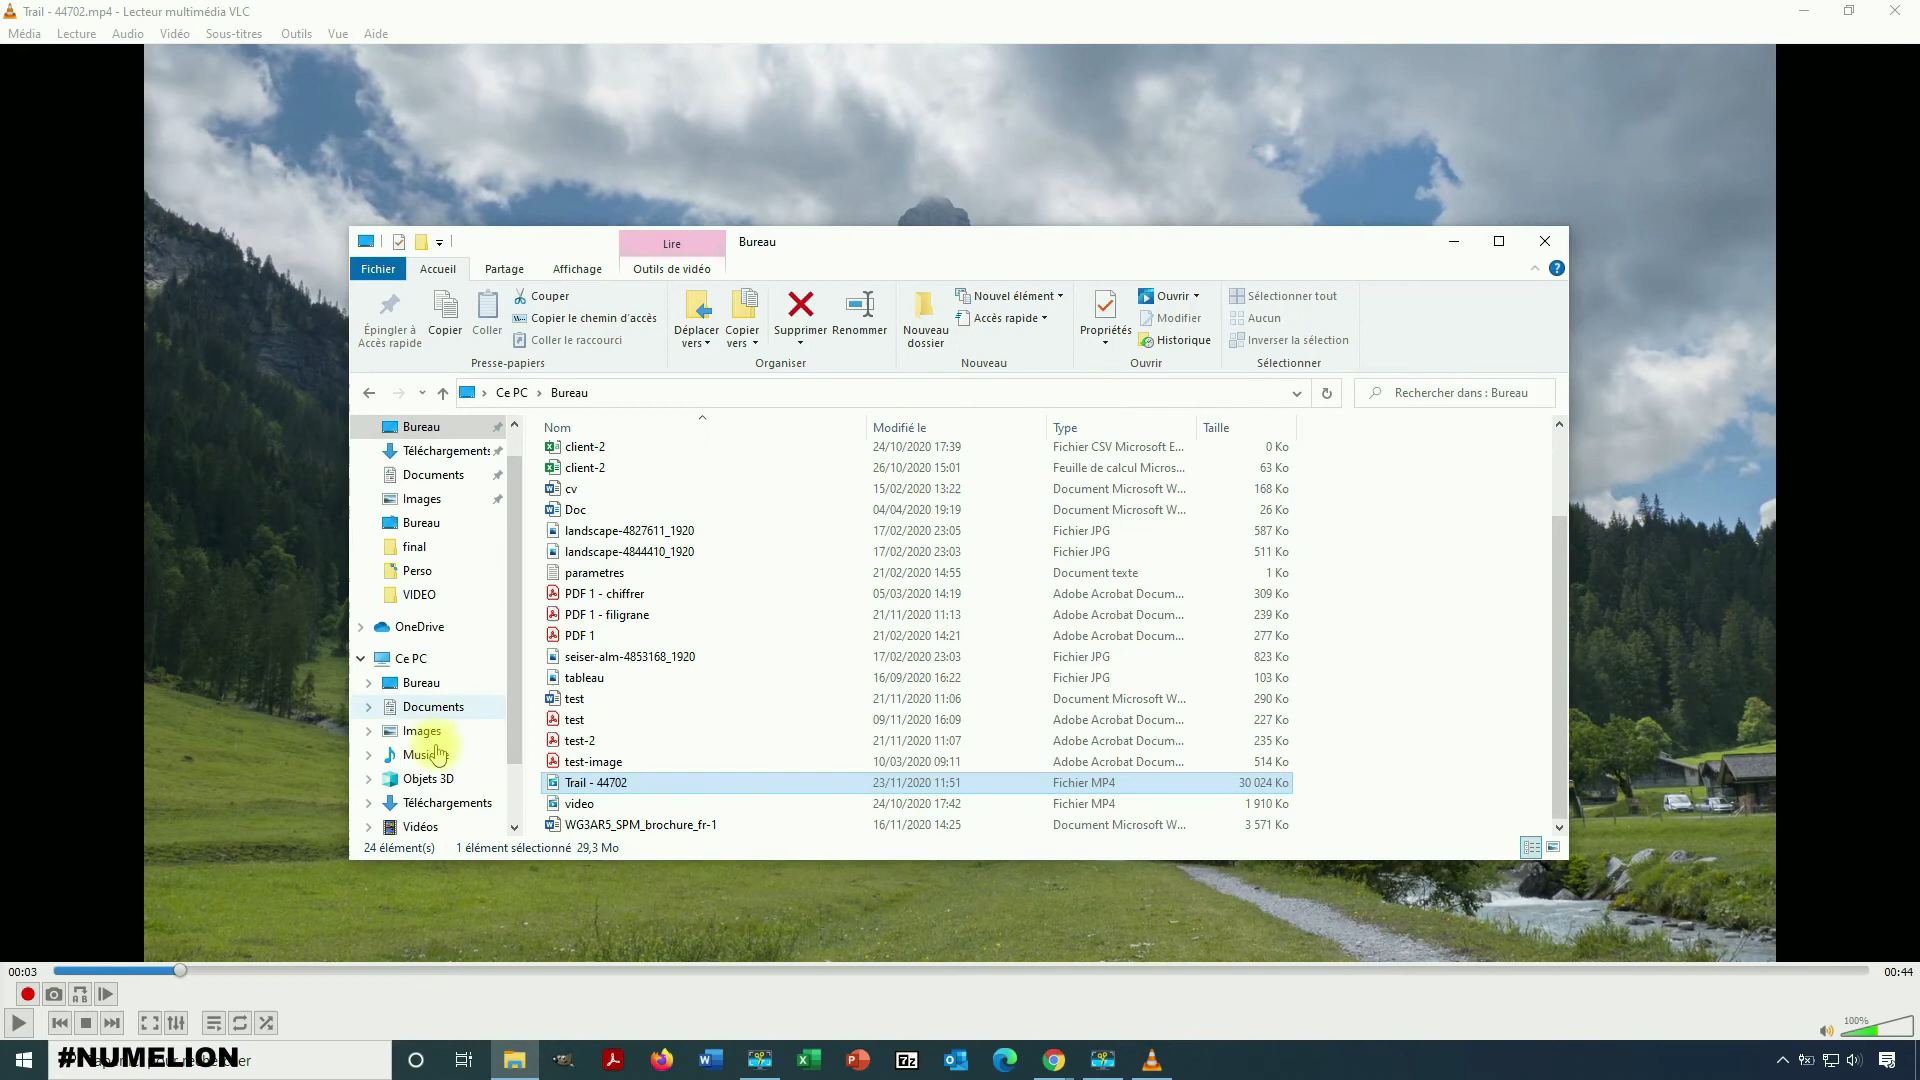 Trail - 44702.mp4 - Lecteur multimédia VLC
Média Lecture Audio Vidéo Sous-titres Outils Vue Aide
Lire Bureau
Fichier Accueil Partage Affichage Outils de vidéo
Épingler à Accès rapide
Copier
Coller
Couper
Copier le chemin d'accès
Coller le raccourci
Presse-papiers
Déplacer vers
Copier vers
Supprimer
Renommer
Organiser
Nouveau dossier
Nouvel élément
Accès rapide
Nouveau
Propriétés
Ouvrir
Modifier
Historique
Ouvrir
Sélectionner tout
Aucun
Inverser la sélection
Sélectionner
Ce PC Bureau
Rechercher dans : Bureau
Bureau
Téléchargements
Documents
Images
Bureau
final
Perso
VIDEO
OneDrive
Ce PC
Bureau
Documents
Images
Objets 3D
Téléchargements
Vidéos
Nom Modifié le Type Taille
client-2 24/10/2020 17:39 Fichier CSV Microsoft E... 0 Ko
client-2 26/10/2020 15:01 Feuille de calcul Micros... 63 Ko
cv 15/02/2020 13:22 Document Microsoft W... 168 Ko
Doc 04/04/2020 19:19 Document Microsoft W... 26 Ko
landscape-4827611_1920 17/02/2020 23:05 Fichier JPG 587 Ko
landscape-4844410_1920 17/02/2020 23:03 Fichier JPG 511 Ko
parametres 21/02/2020 14:55 Document texte 1 Ko
PDF 1 - chiffrer 05/03/2020 14:19 Adobe Acrobat Docum... 309 Ko
PDF 1 - filigrane 21/11/2020 11:13 Adobe Acrobat Docum... 239 Ko
PDF 1 21/02/2020 14:21 Adobe Acrobat Docum... 277 Ko
seiser-alm-4853168_1920 17/02/2020 23:03 Fichier JPG 823 Ko
tableau 16/09/2020 16:22 Fichier JPG 103 Ko
test 21/11/2020 11:06 Document Microsoft W... 290 Ko
test 09/11/2020 16:09 Adobe Acrobat Docum... 227 Ko
test-2 21/11/2020 11:07 Adobe Acrobat Docum... 235 Ko
test-image 10/03/2020 09:11 Adobe Acrobat Docum... 514 Ko
Trail - 44702 23/11/2020 11:51 Fichier MP4 30 024 Ko
video 24/10/2020 17:42 Fichier MP4 1 910 Ko
WG3AR5_SPM_brochure_fr-1 16/11/2020 14:25 Document Microsoft W... 3 571 Ko
24 élément(s) 1 élément sélectionné 29,3 Mo
00:03 00:44
100%
#NUMELION